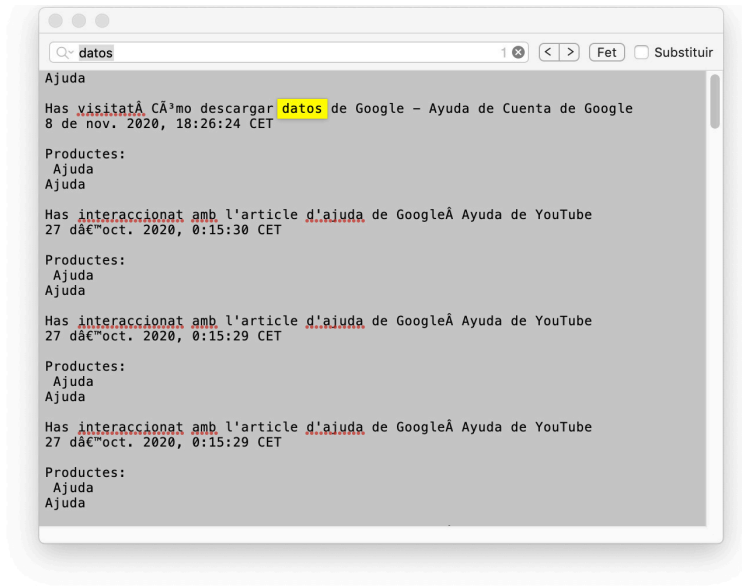 datos
1
< >
Fet
Substituir
Ajuda
Has visitatÂ CÃ³mo descargar datos de Google – Ayuda de Cuenta de Google
8 de nov. 2020, 18:26:24 CET
Productes:
Ajuda
Ajuda
Has interaccionat amb l'article d'ajuda de GoogleÂ Ayuda de YouTube
27 dâ€™oct. 2020, 0:15:30 CET
Productes:
Ajuda
Ajuda
Has interaccionat amb l'article d'ajuda de GoogleÂ Ayuda de YouTube
27 dâ€™oct. 2020, 0:15:29 CET
Productes:
Ajuda
Ajuda
Has interaccionat amb l'article d'ajuda de GoogleÂ Ayuda de YouTube
27 dâ€™oct. 2020, 0:15:29 CET
Productes:
Ajuda
Ajuda